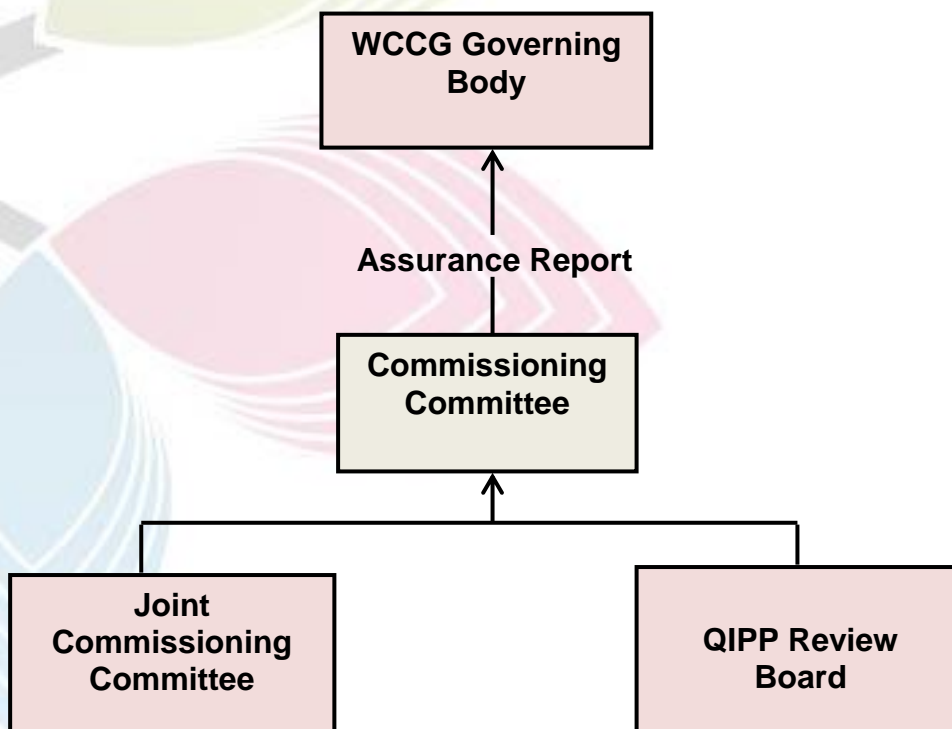 WCCG Governing
Body
Assurance Report
Commissioning
Committee
Joint
Commissioning
Committee
QIPP Review
Board